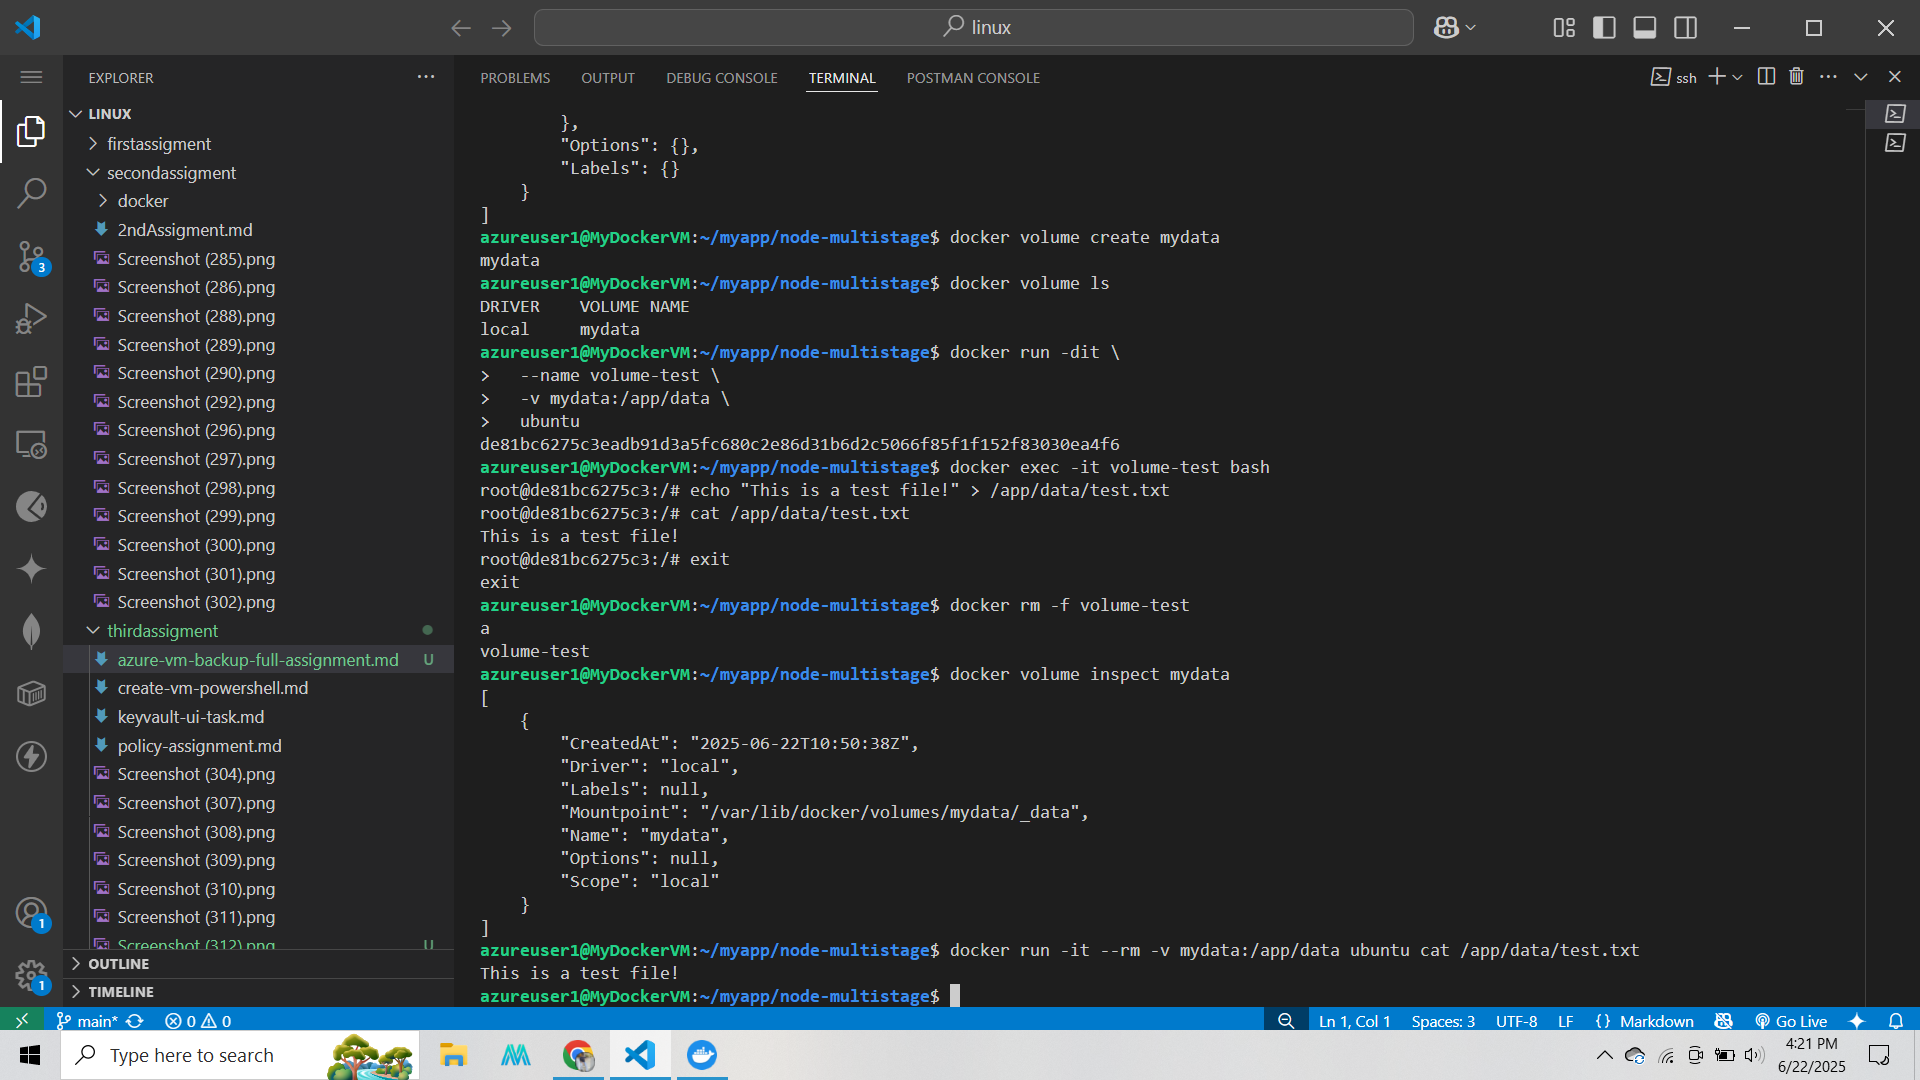 linux
EXPLORER
LINUX
firstassigment
secondassigment
docker
2ndAssigment.md
Screenshot (285).png
Screenshot (286).png
Screenshot (288).png
Screenshot (289).png
Screenshot (290).png
Screenshot (292).png
Screenshot (296).png
Screenshot (297).png
Screenshot (298).png
Screenshot (299).png
Screenshot (300).png
Screenshot (301).png
Screenshot (302).png
thirdassigment
azure-vm-backup-full-assignment.md U
create-vm-powershell.md
keyvault-ui-task.md
policy-assignment.md
Screenshot (304).png
Screenshot (307).png
Screenshot (308).png
Screenshot (309).png
Screenshot (310).png
Screenshot (311).png
Screenshot (312).png U
OUTLINE
TIMELINE
3
1
1
PROBLEMS OUTPUT DEBUG CONSOLE TERMINAL POSTMAN CONSOLE
ssh
},
"Options": {},
"Labels": {}
}
]
azureuser1@MyDockerVM:~/myapp/node-multistage$ docker volume create mydata
mydata
azureuser1@MyDockerVM:~/myapp/node-multistage$ docker volume ls
DRIVER VOLUME NAME
local mydata
azureuser1@MyDockerVM:~/myapp/node-multistage$ docker run -dit \
> --name volume-test \
> -v mydata:/app/data \
> ubuntu
de81bc6275c3eadb91d3a5fc680c2e86d31b6d2c5066f85f1f152f83030ea4f6
azureuser1@MyDockerVM:~/myapp/node-multistage$ docker exec -it volume-test bash
root@de81bc6275c3:/# echo "This is a test file!" > /app/data/test.txt
root@de81bc6275c3:/# cat /app/data/test.txt
This is a test file!
root@de81bc6275c3:/# exit
exit
azureuser1@MyDockerVM:~/myapp/node-multistage$ docker rm -f volume-test
a
volume-test
azureuser1@MyDockerVM:~/myapp/node-multistage$ docker volume inspect mydata
[
{
"CreatedAt": "2025-06-22T10:50:38Z",
"Driver": "local",
"Labels": null,
"Mountpoint": "/var/lib/docker/volumes/mydata/_data",
"Name": "mydata",
"Options": null,
"Scope": "local"
}
]
azureuser1@MyDockerVM:~/myapp/node-multistage$ docker run -it --rm -v mydata:/app/data ubuntu cat /app/data/test.txt
This is a test file!
azureuser1@MyDockerVM:~/myapp/node-multistage$
main* 0 0 Ln 1, Col 1 Spaces: 3 UTF-8 LF {} Markdown Go Live
Type here to search
4:21 PM
6/22/2025